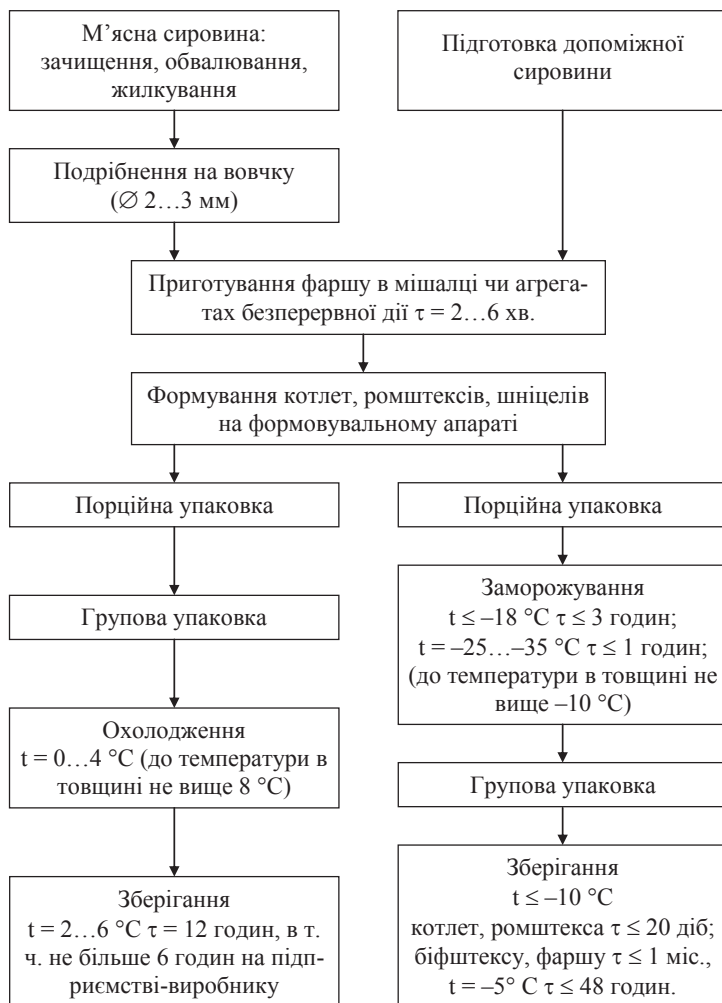 М’ясна сировина:
зачищення, обвалювання,
жилкування
Підготовка допоміжної
сировини
Подрібнення на вовчку
(∅ 2…3 мм)
Приготування фаршу в мішалці чи агрега-
тах безперервної дії τ = 2…6 хв.
Формування котлет, ромштексів, шніцелів
на формовувальному апараті
Порційна упаковка
Групова упаковка
Охолодження
t = 0…4 °С (до температури в
товщині не вище 8 °С)
Зберігання
t = 2…6 °С τ = 12 годин, в т.
ч. не більше 6 годин на підп-
риємстві-виробнику
Порційна упаковка
Заморожування
t ≤ –18 °С τ ≤ 3 годин;
t = –25…–35 °С τ ≤ 1 годин;
(до температури в товщині не
вище –10 °С)
Групова упаковка
Зберігання
t ≤ –10 °С
котлет, ромштекса τ ≤ 20 діб;
біфштексу, фаршу τ ≤ 1 міс.,
t = –5° С τ ≤ 48 годин.